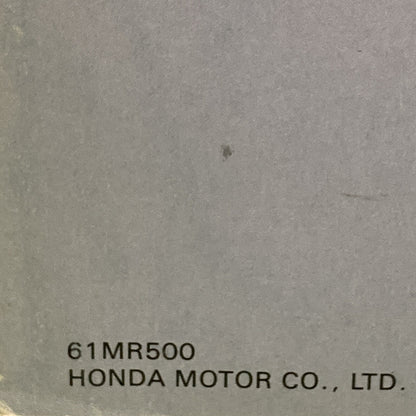 61MR500
HONDA MOTOR CO., LTD.